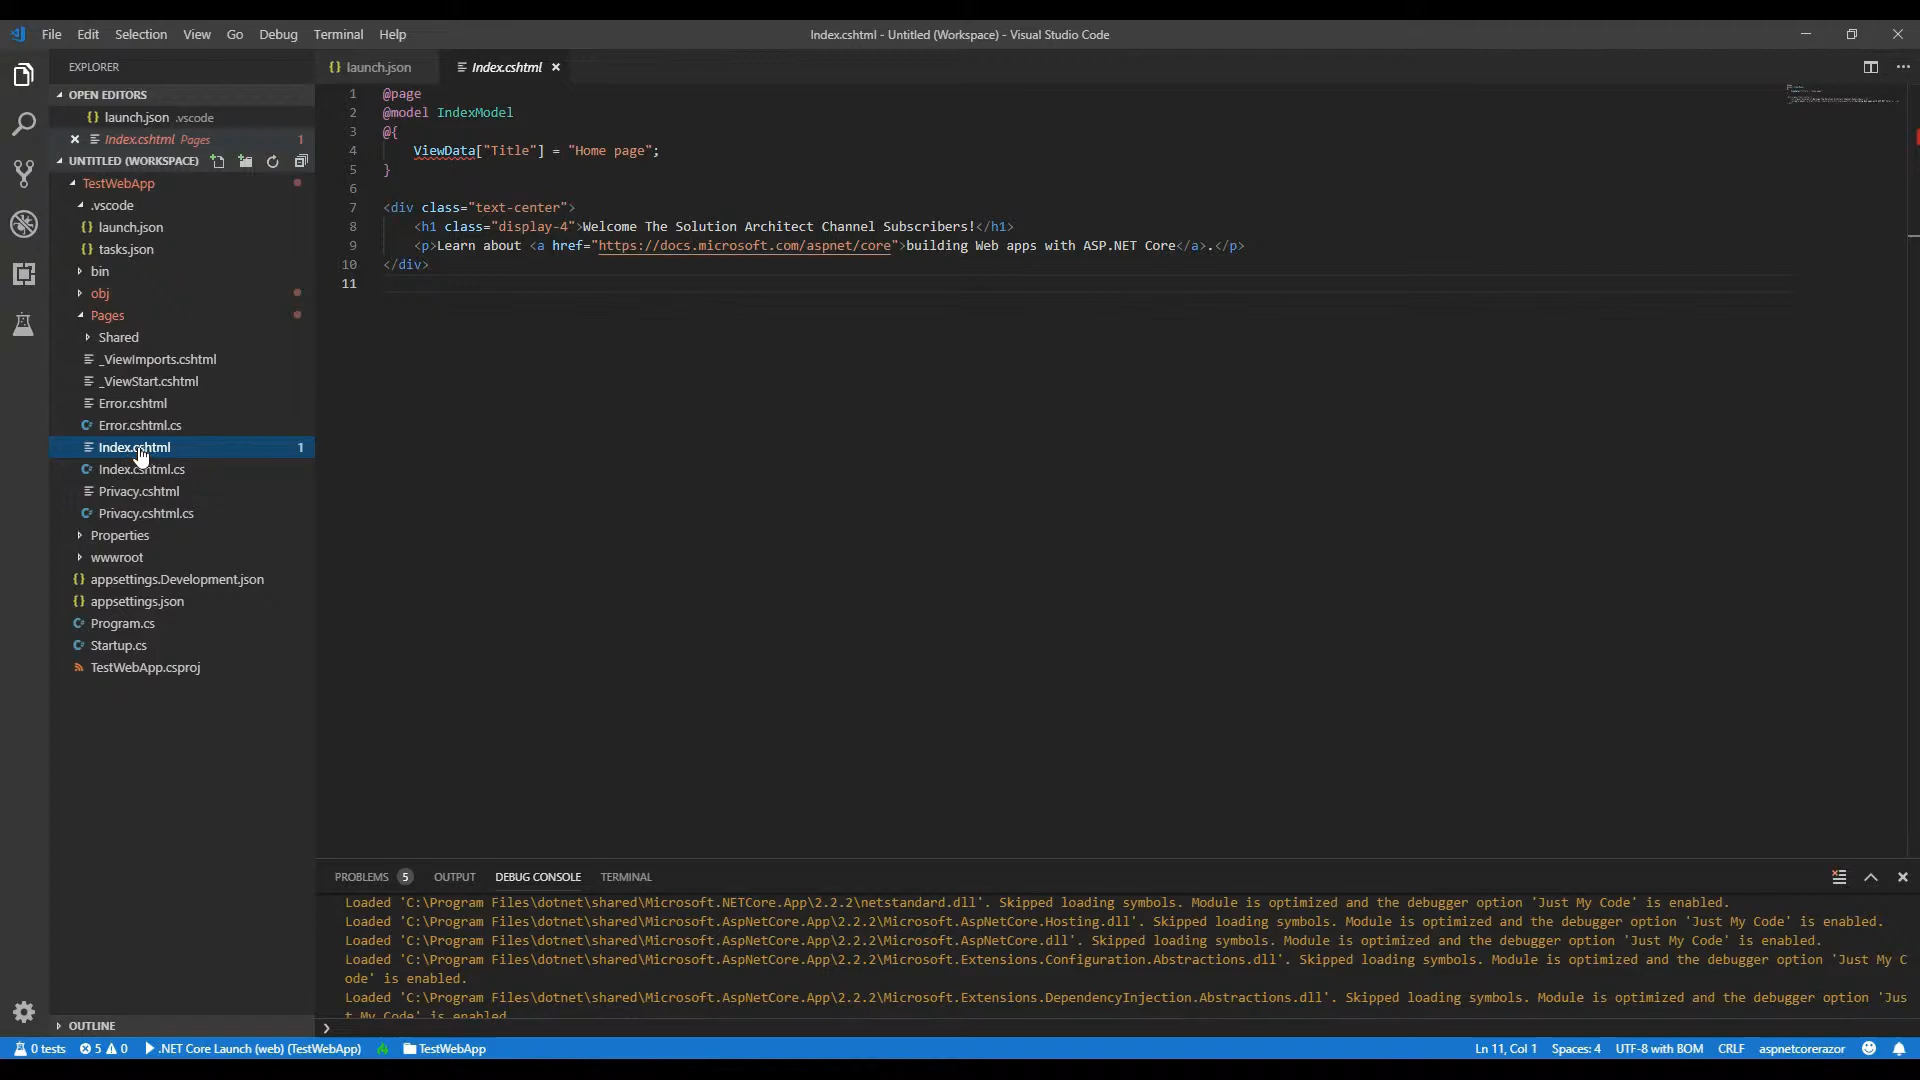 File Edit Selection View Go Debug Terminal Help
Index.cshtml - Untitled (Workspace) - Visual Studio Code
EXPLORER
OPEN EDITORS
launch.json .vscode
Index.cshtml Pages 1
UNTITLED (WORKSPACE)
TestWebApp
.vscode
launch.json
tasks.json
bin
obj
Pages
Shared
_ViewImports.cshtml
_ViewStart.cshtml
Error.cshtml
Error.cshtml.cs
Index.cshtml 1
Index.cshtml.cs
Privacy.cshtml
Privacy.cshtml.cs
Properties
wwwroot
appsettings.Development.json
appsettings.json
Program.cs
Startup.cs
TestWebApp.csproj
OUTLINE
launch.json Index.cshtml
1 @page
2 @model IndexModel
3 @{
4 ViewData["Title"] = "Home page";
5 }
6
7 <div class="text-center">
8 <h1 class="display-4">Welcome The Solution Architect Channel Subscribers!</h1>
9 <p>Learn about <a href="https://docs.microsoft.com/aspnet/core">building Web apps with ASP.NET Core</a>.</p>
10 </div>
11
PROBLEMS 5 OUTPUT DEBUG CONSOLE TERMINAL
Loaded 'C:\Program Files\dotnet\shared\Microsoft.NETCore.App\2.2.2\netstandard.dll'. Skipped loading symbols. Module is optimized and the debugger option 'Just My Code' is enabled.
Loaded 'C:\Program Files\dotnet\shared\Microsoft.AspNetCore.App\2.2.2\Microsoft.AspNetCore.Hosting.dll'. Skipped loading symbols. Module is optimized and the debugger option 'Just My Code' is enabled.
Loaded 'C:\Program Files\dotnet\shared\Microsoft.AspNetCore.App\2.2.2\Microsoft.AspNetCore.dll'. Skipped loading symbols. Module is optimized and the debugger option 'Just My Code' is enabled.
Loaded 'C:\Program Files\dotnet\shared\Microsoft.AspNetCore.App\2.2.2\Microsoft.Extensions.Configuration.Abstractions.dll'. Skipped loading symbols. Module is optimized and the debugger option 'Just My C
ode' is enabled.
Loaded 'C:\Program Files\dotnet\shared\Microsoft.AspNetCore.App\2.2.2\Microsoft.Extensions.DependencyInjection.Abstractions.dll'. Skipped loading symbols. Module is optimized and the debugger option 'Jus
t My Code' is enabled
0 tests 5 0 .NET Core Launch (web) (TestWebApp) TestWebApp Ln 11, Col 1 Spaces: 4 UTF-8 with BOM CRLF aspnetcorerazor